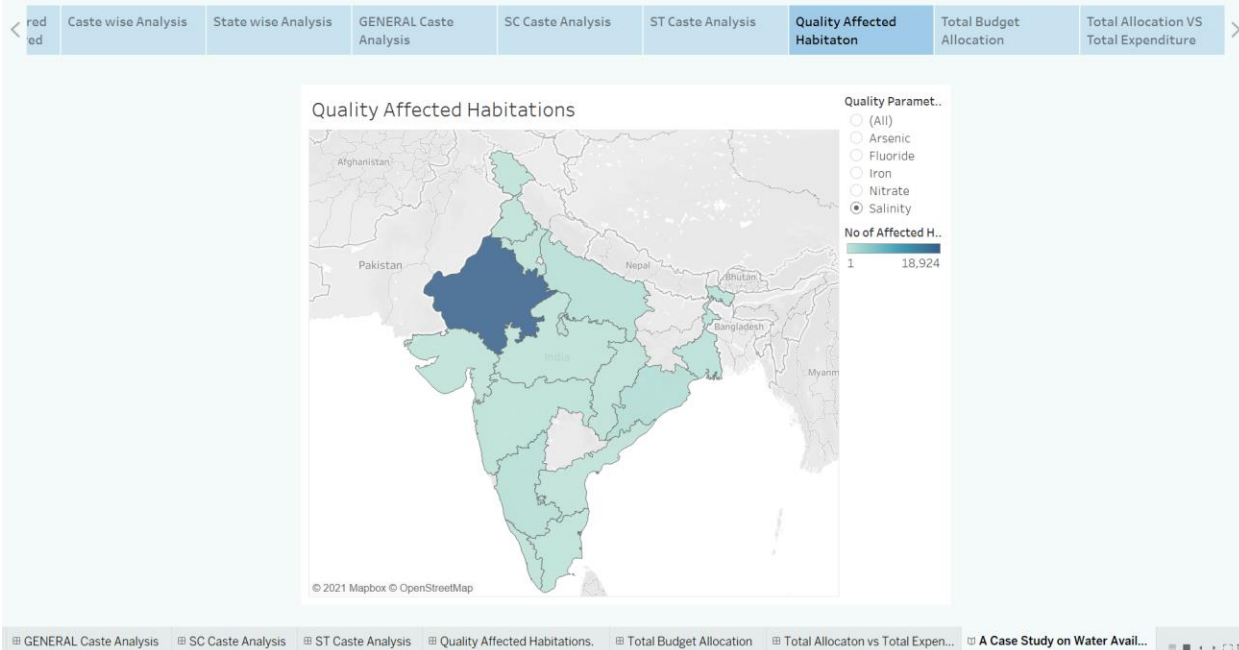 red
ed
Caste wise Analysis
State wise Analysis
GENERAL Caste
Analysis
SC Caste Analysis
ST Caste Analysis
Quality Affected
Habitaton
Total Budget
Allocation
Total Allocation VS
Total Expenditure
Quality Affected Habitations
Quality Paramet..
(All)
Arsenic
Fluoride
Iron
Nitrate
Salinity
No of Affected H..
1 18,924
Afghanistan
Pakistan
Nepal
Bhutan
Bangladesh
India
Myanm
© 2021 Mapbox © OpenStreetMap
GENERAL Caste Analysis
SC Caste Analysis
ST Caste Analysis
Quality Affected Habitations.
Total Budget Allocation
Total Allocaton vs Total Expen...
A Case Study on Water Avail...